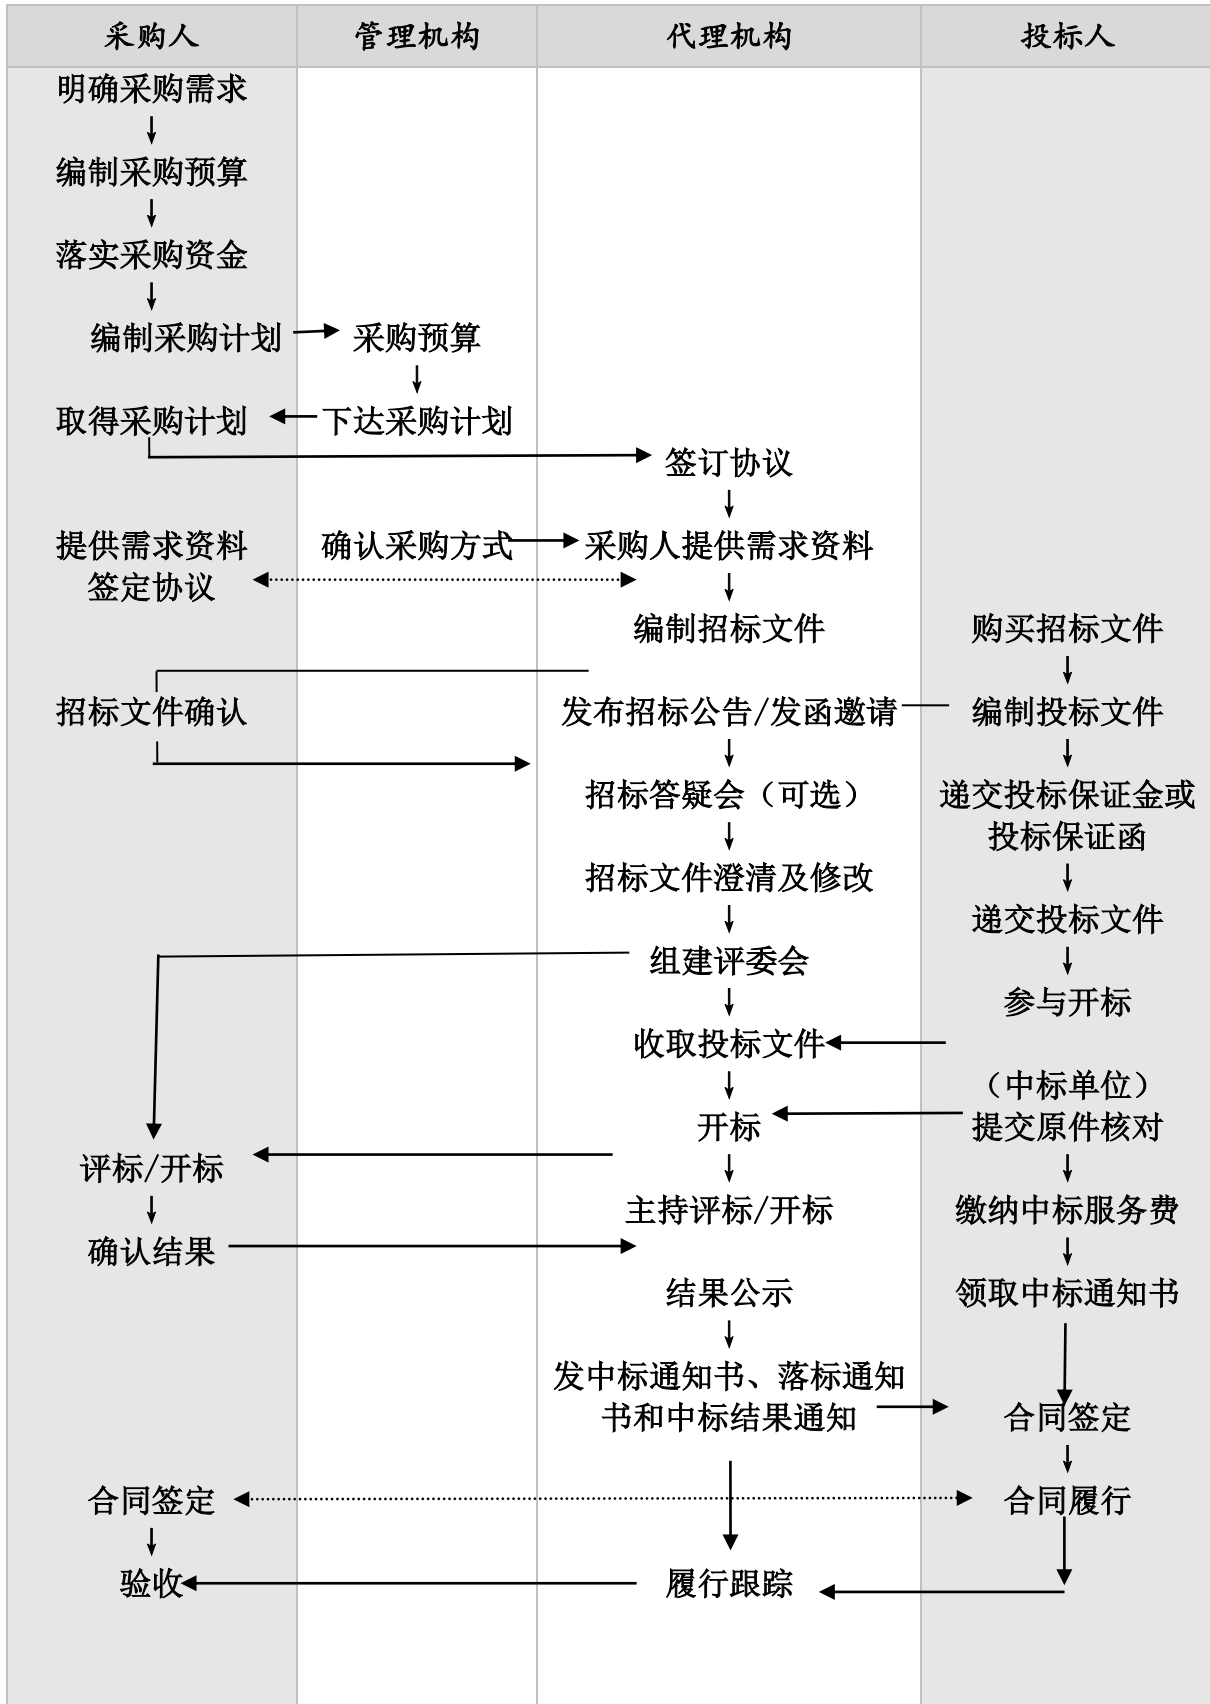 采购人
管理机构
代理机构
投标人
明确采购需求
编制采购预算
落实采购资金
编制采购计划
采购预算
取得采购计划
下达采购计划
签订协议
提供需求资料
签定协议
确认采购方式
采购人提供需求资料
编制招标文件
购买招标文件
招标文件确认
发布招标公告/发函邀请
编制投标文件
招标答疑会（可选）
递交投标保证金或
投标保证函
招标文件澄清及修改
递交投标文件
组建评委会
参与开标
收取投标文件
（中标单位）
提交原件核对
开标
评标/开标
主持评标/开标
缴纳中标服务费
确认结果
结果公示
领取中标通知书
发中标通知书、落标通知
书和中标结果通知
合同签定
合同签定
合同履行
验收
履行跟踪